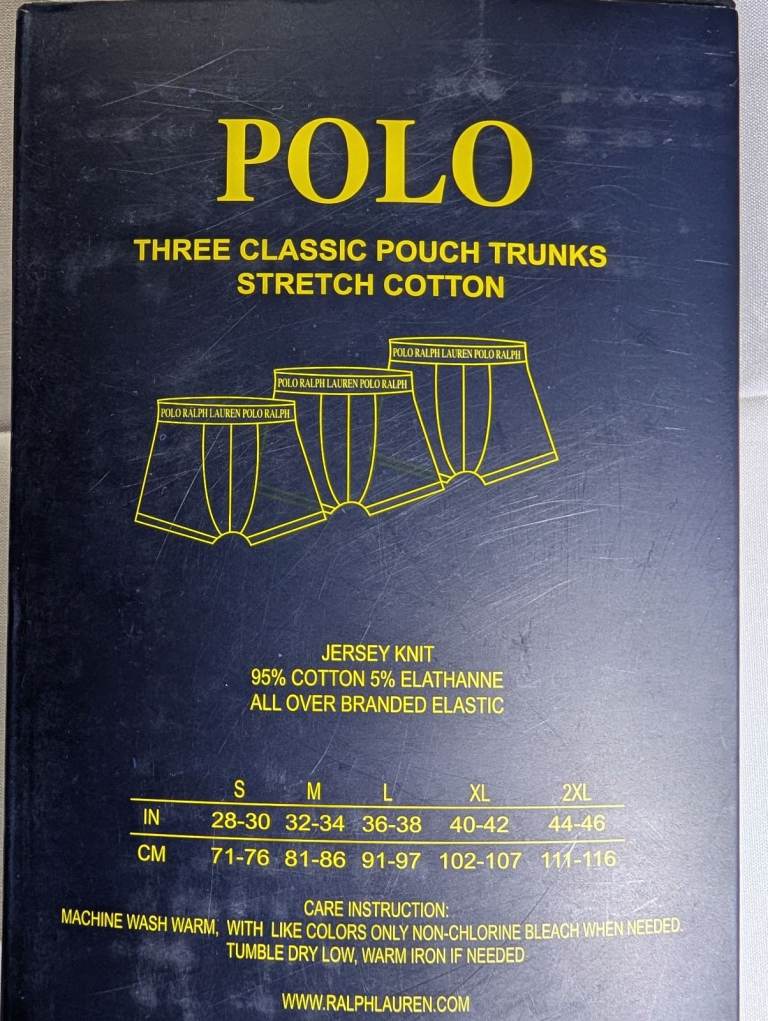 POLO
THREE CLASSIC POUCH TRUNKS
STRETCH COTTON
POLO RALPH LAUREN POLO RALPH
POLO RALPH LAUREN POLO RALPH
POLO RALPH LAUREN POLO RALPH
JERSEY KNIT
95% COTTON 5% ELATHANNE
ALL OVER BRANDED ELASTIC
S M L XL 2XL
IN 28-30 32-34 36-38 40-42 44-46
CM 71-76 81-86 91-97 102-107 111-116
CARE INSTRUCTION:
MACHINE WASH WARM, WITH LIKE COLORS ONLY NON-CHLORINE BLEACH WHEN NEEDED.
TUMBLE DRY LOW, WARM IRON IF NEEDED
WWW.RALPHLAUREN.COM